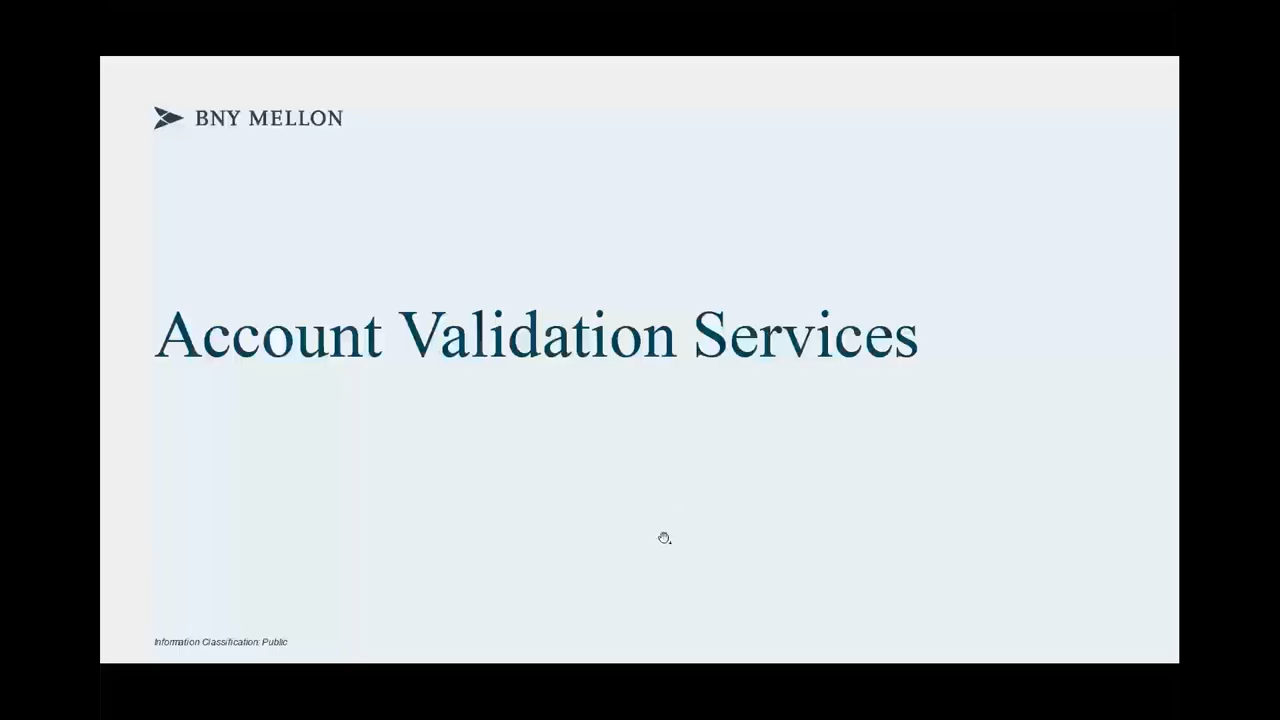 BNY MELLON
Account Validation Services
Information Classification: Public